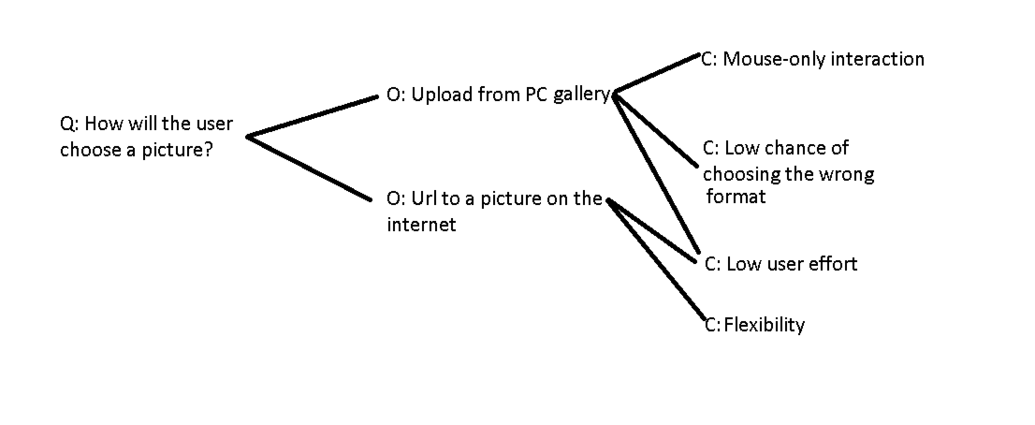 Q: How will the user
choose a picture?
O: Upload from PC gallery
O: Url to a picture on the
internet
C: Mouse-only interaction
C: Low chance of
choosing the wrong
format
C: Low user effort
C: Flexibility